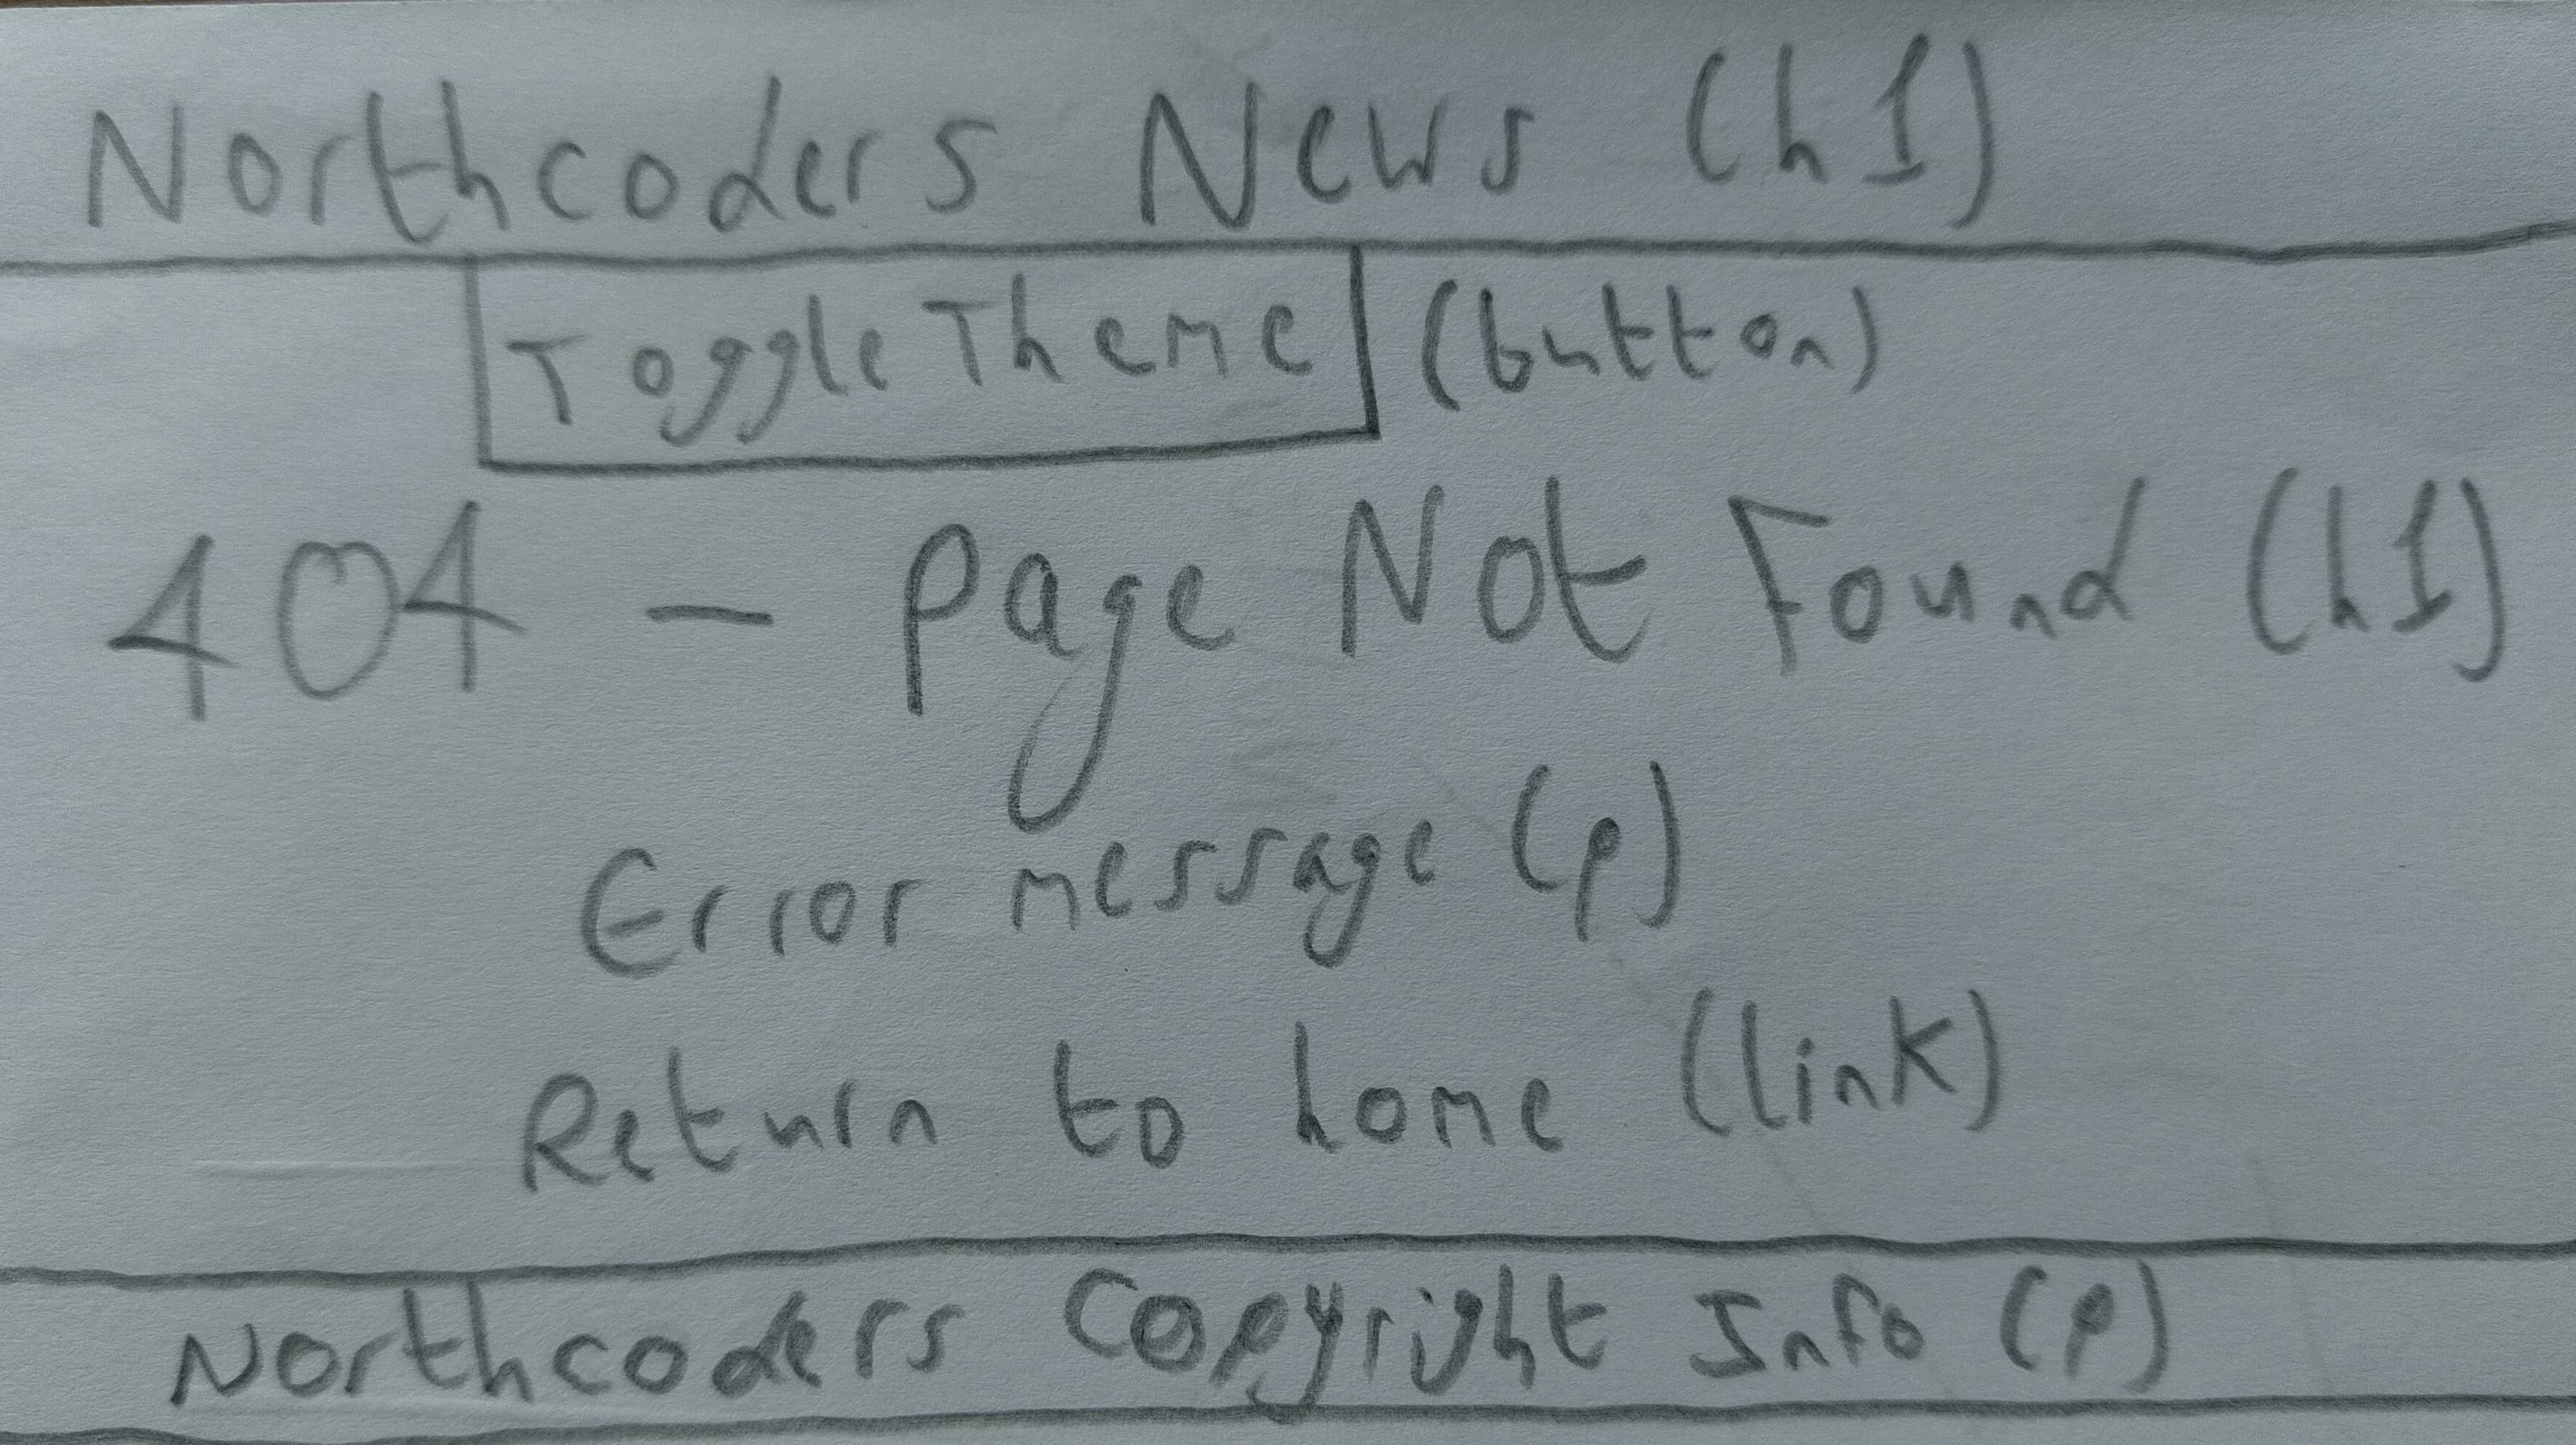 Northcoders News (h1)
Toggle Theme (button)
404 - Page Not Found (h1)
Error message (p)
Return to home (link)
Northcoders Copyright Info (p)